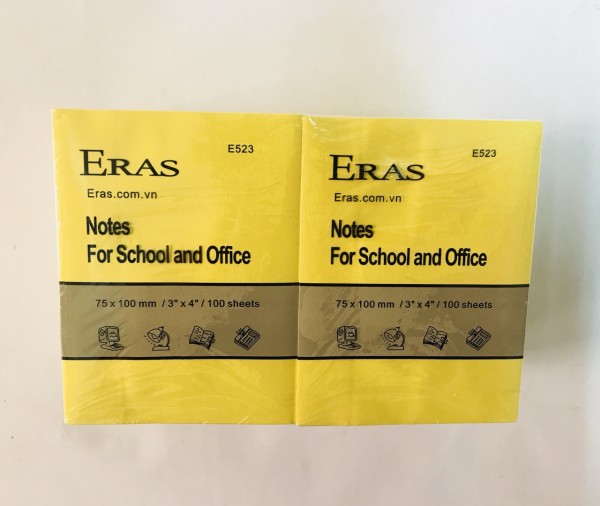 ERAS
E523
Eras.com.vn
Notes
For School and Office
75 x 100 mm / 3" x 4" / 100 sheets
ERAS
E523
Eras.com.vn
Notes
For School and Office
75 x 100 mm / 3" x 4" / 100 sheets